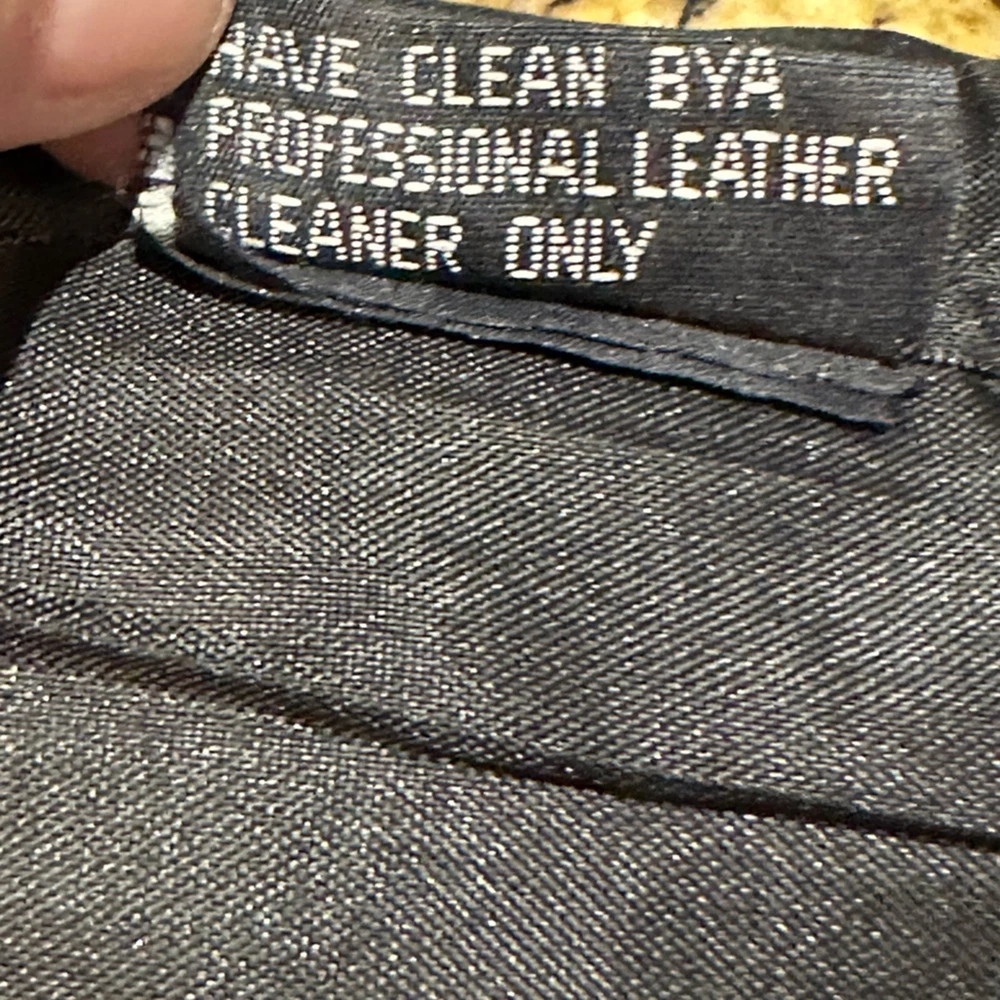 HAVE CLEAN BYA
PROFESSIONAL LEATHER
CLEANER ONLY